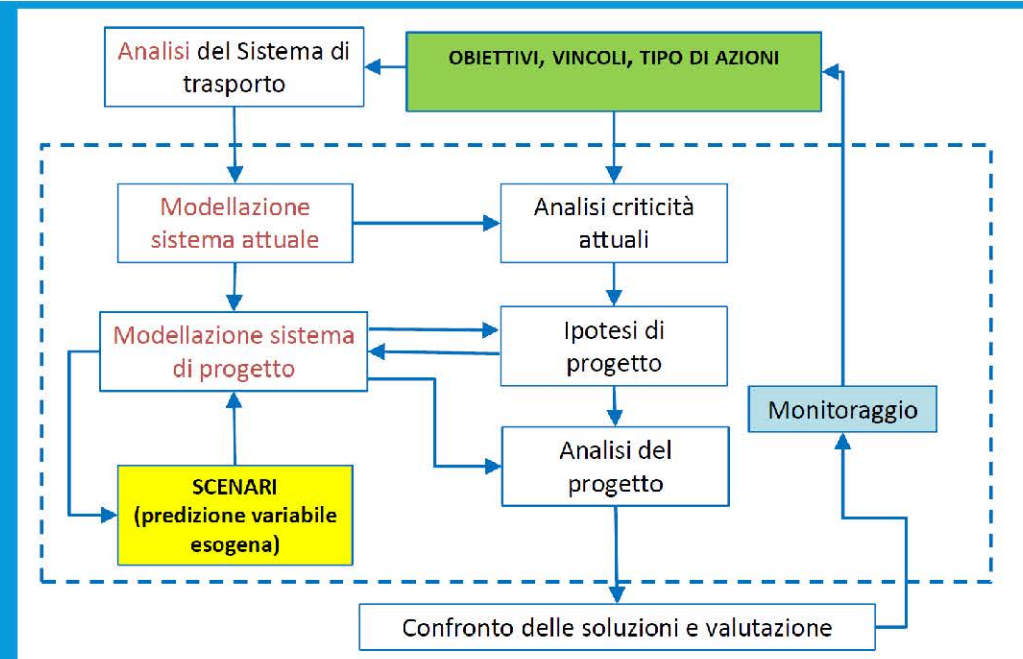 Analisi del Sistema di
trasporto
OBIETTIVI, VINCOLI, TIPO DI AZIONI
Modellazione
sistema attuale
Analisi criticità
attuali
Modellazione sistema
di progetto
Ipotesi di
progetto
Monitoraggio
Analisi del
progetto
SCENARI
(predizione variabile
esogena)
Confronto delle soluzioni e valutazione